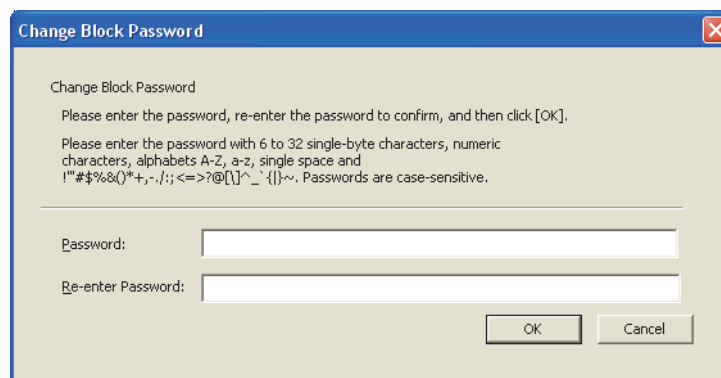 Change Block Password
Change Block Password
Please enter the password, re-enter the password to confirm, and then click [OK].
Please enter the password with 6 to 32 single-byte characters, numeric
characters, alphabets A-Z, a-z, single space and
!'"#$%&()*+,-./:;<=>?@[\]^_`{|}~. Passwords are case-sensitive.
Password:
Re-enter Password:
OK Cancel